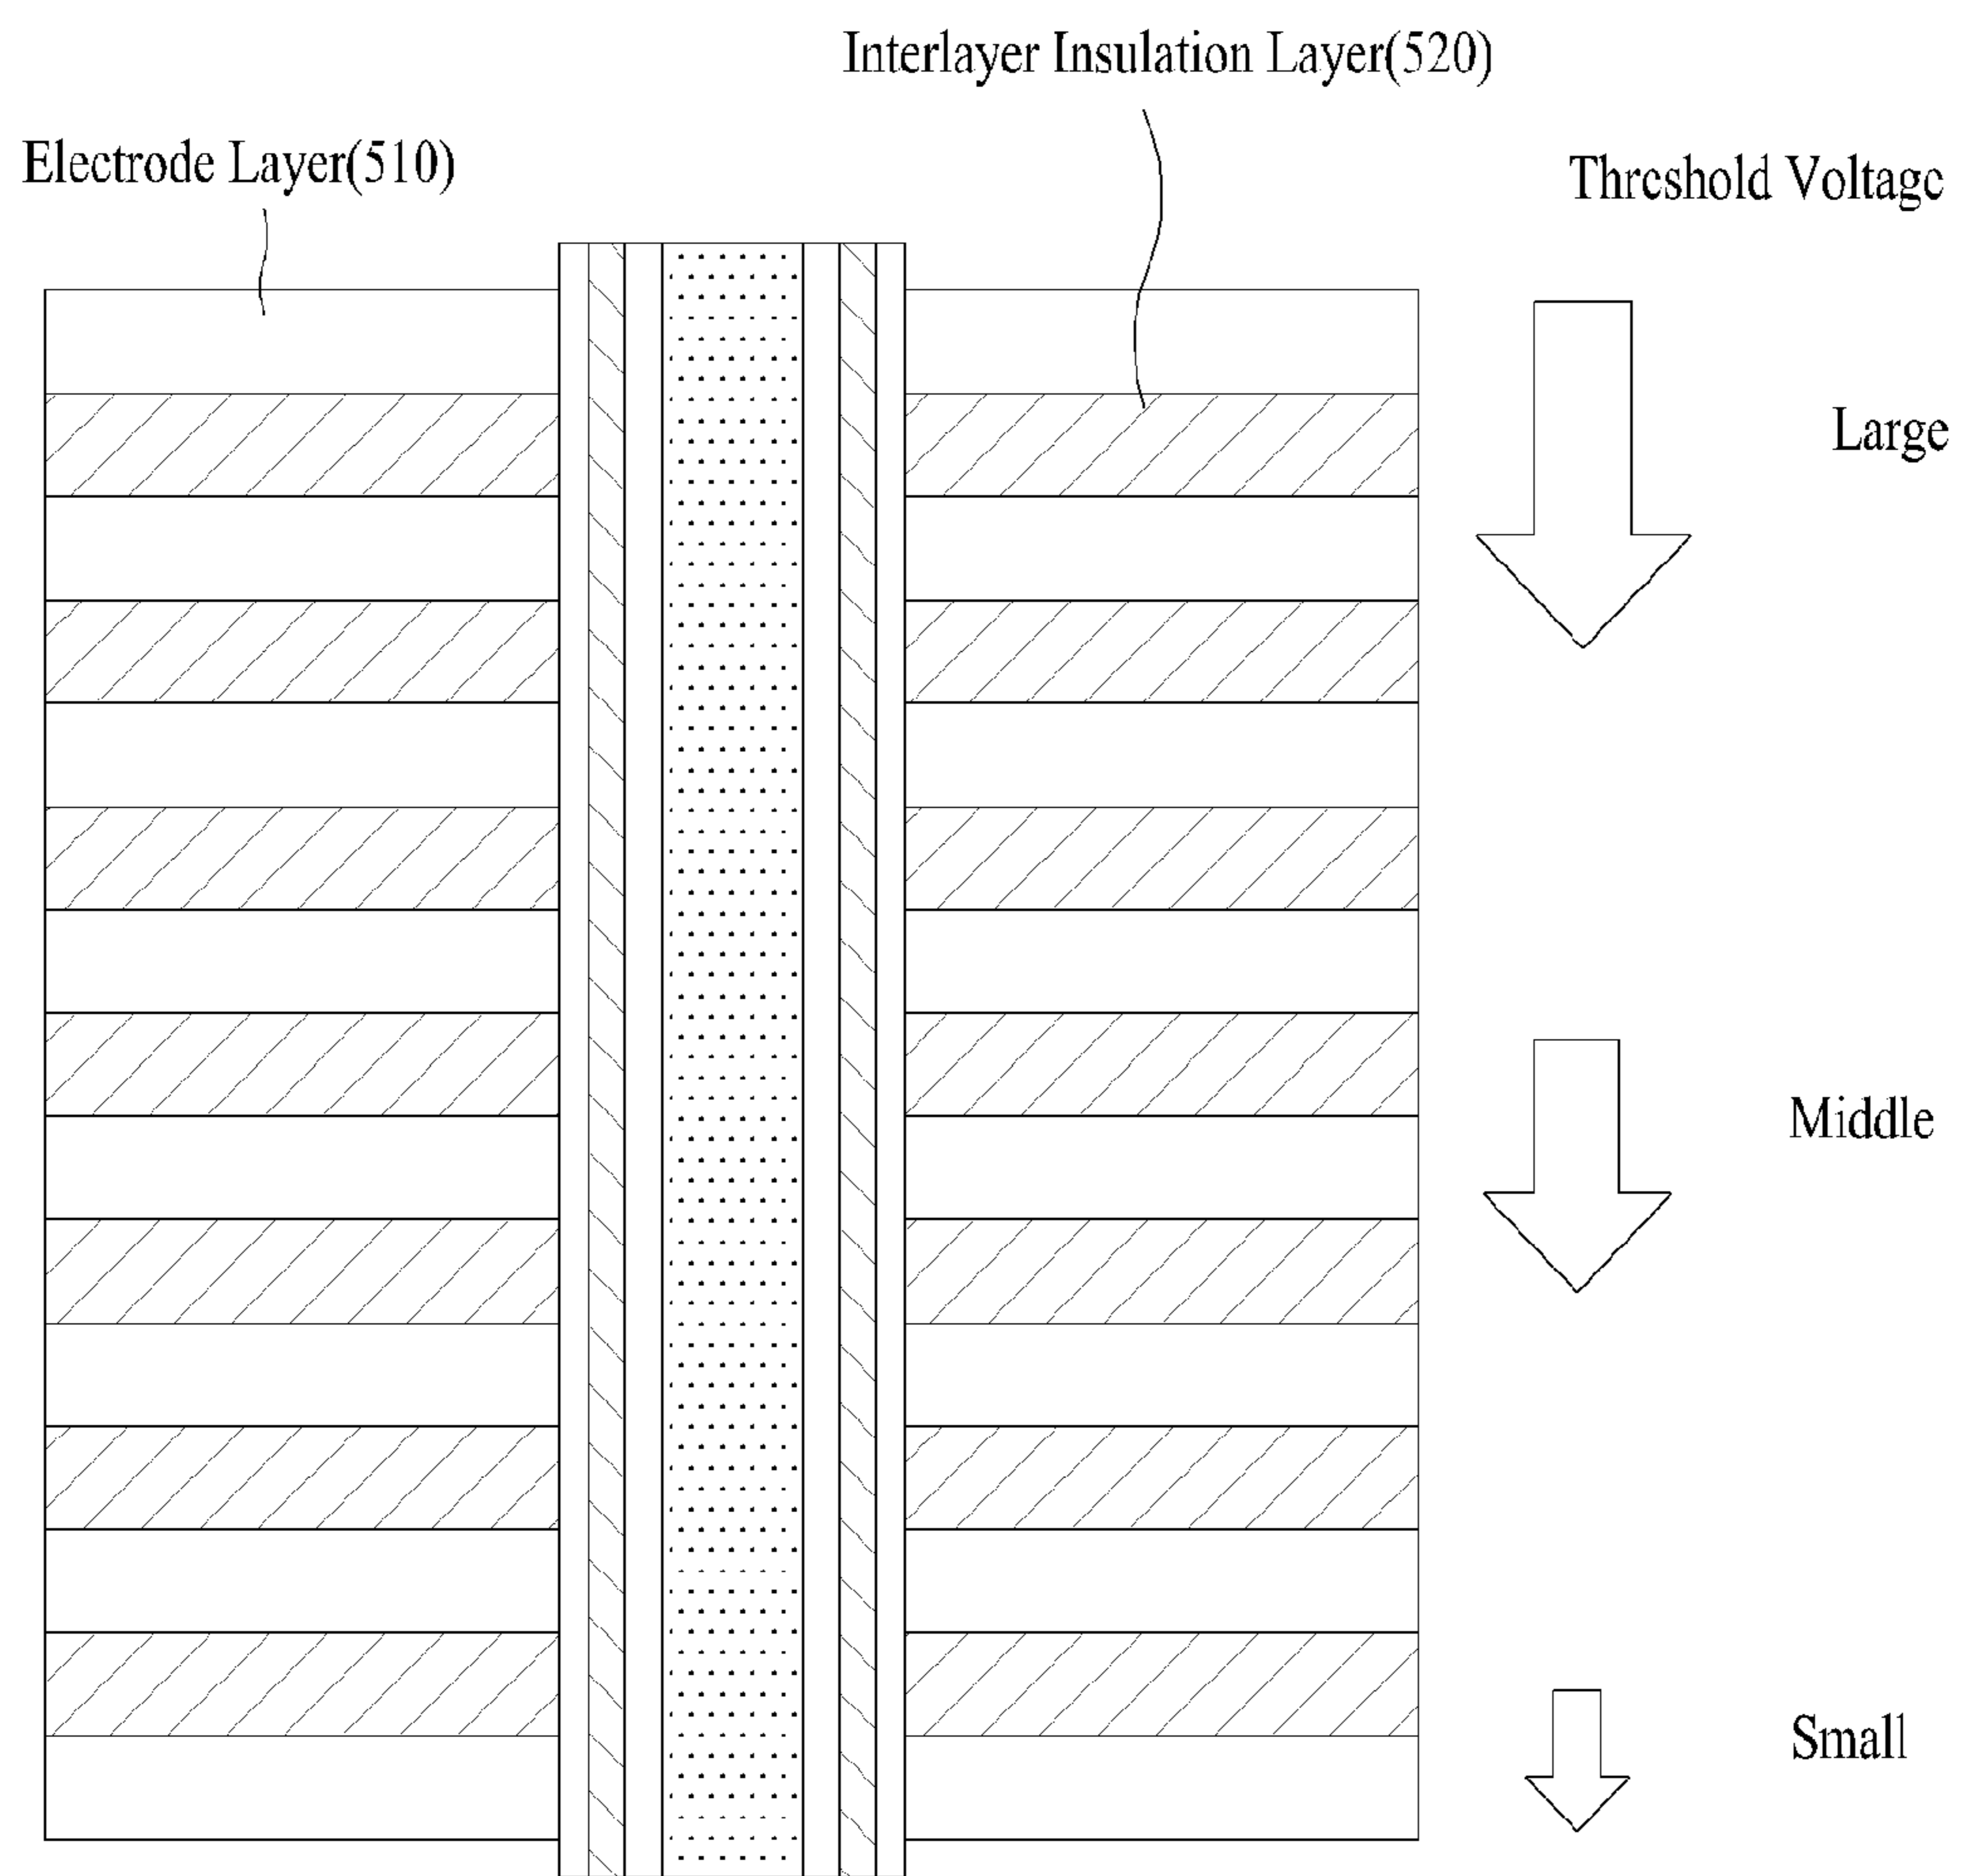 Interlayer Insulation Layer(520)
Electrode Layer(510)
Threshold Voltage
Large
Middle
Small